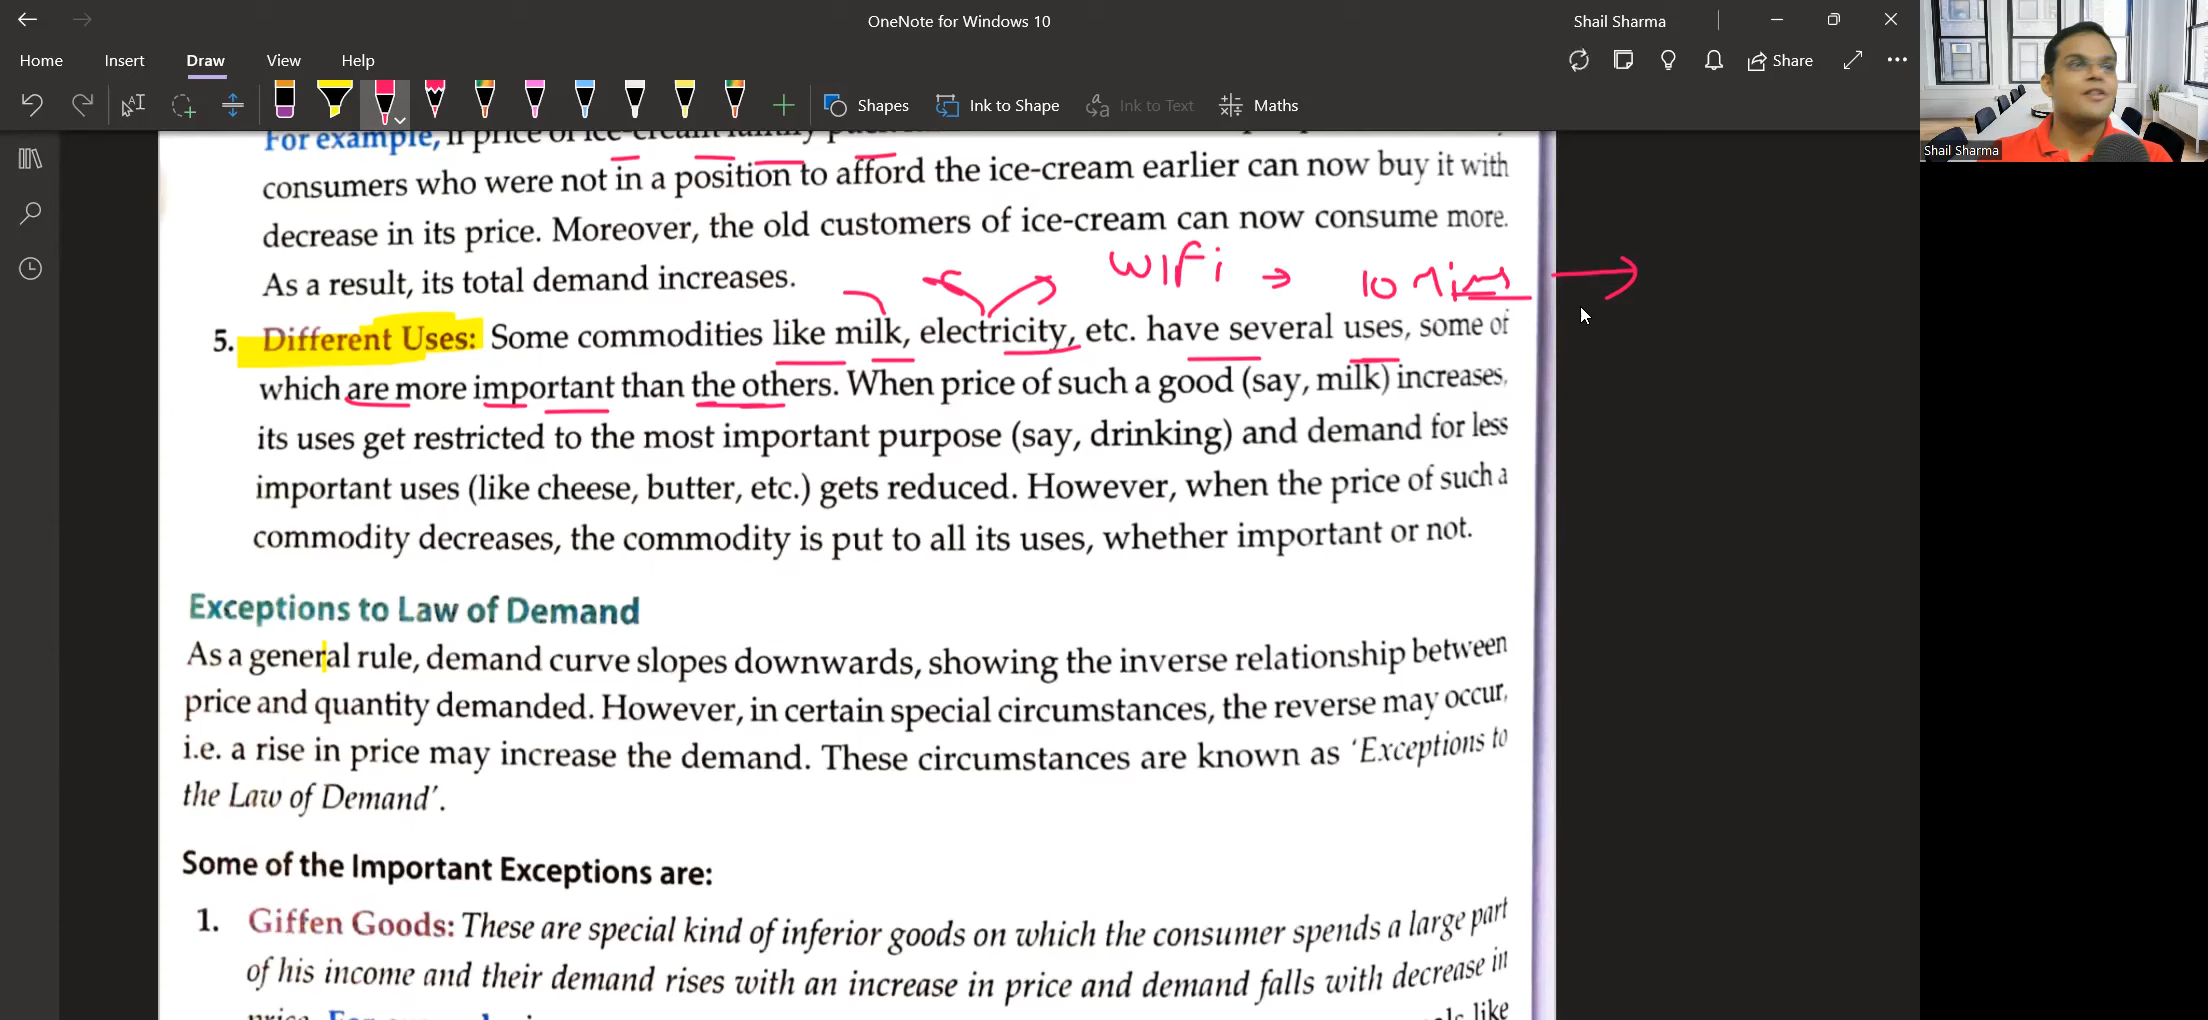 OneNote for Windows 10
Shail Sharma
Home Insert Draw View Help
Share
Shapes Ink to Shape Ink to Text Maths
Shail Sharma
For example, if price of ice-cream family
consumers who were not in a position to afford the ice-cream earlier can now buy it with
decrease in its price. Moreover, the old customers of ice-cream can now consume more.
As a result, its total demand increases.
WIFI → 10
5. Different Uses: Some commodities like milk, electricity, etc. have several uses, some of
which are more important than the others. When price of such a good (say, milk) increases,
its uses get restricted to the most important purpose (say, drinking) and demand for less
important uses (like cheese, butter, etc.) gets reduced. However, when the price of such a
commodity decreases, the commodity is put to all its uses, whether important or not.
Exceptions to Law of Demand
As a general rule, demand curve slopes downwards, showing the inverse relationship between
price and quantity demanded. However, in certain special circumstances, the reverse may occur,
i.e. a rise in price may increase the demand. These circumstances are known as 'Exceptions to
the Law of Demand'.
Some of the Important Exceptions are:
1. Giffen Goods: These are special kind of inferior goods on which the consumer spends a large part
of his income and their demand rises with an increase in price and demand falls with decrease in
like